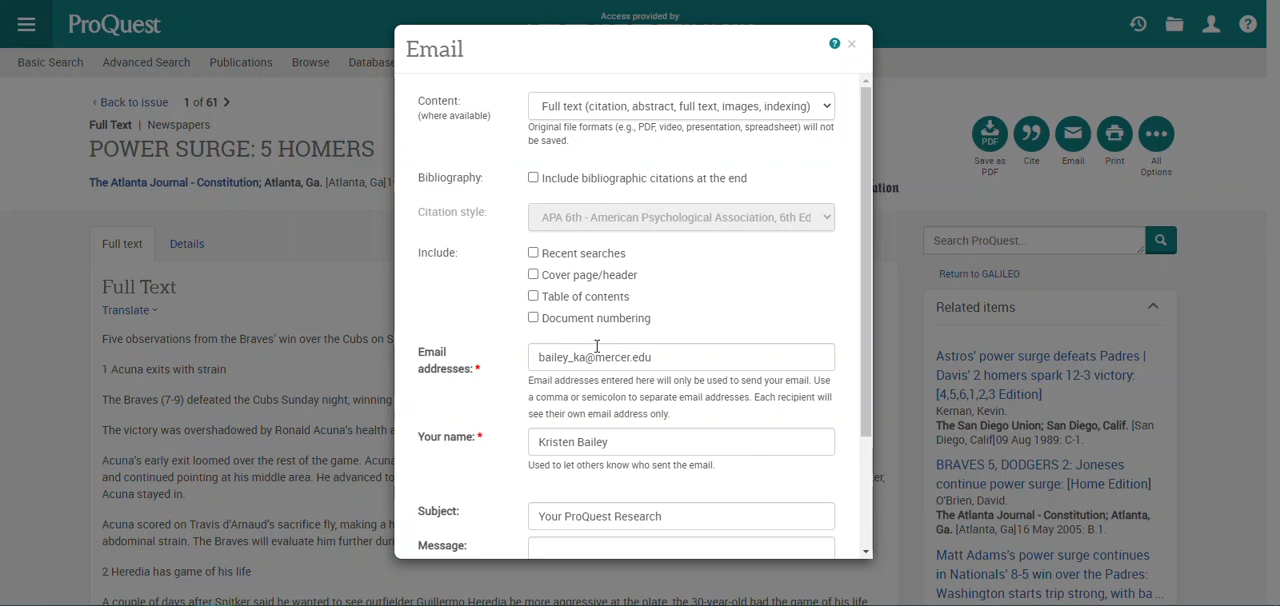 Access provided by
ProQuest
Basic Search Advanced Search Publications Browse Database
Back to issue 1 of 61
Full Text | Newspapers
POWER SURGE: 5 HOMERS
The Atlanta Journal - Constitution; Atlanta, Ga. [Atlanta, Ga]1
ution
PDF
Save as PDF
Cite
Email
Print
All Options
Full text Details
Full Text
Translate
Five observations from the Braves' win over the Cubs on S
1 Acuna exits with strain
The Braves (7-9) defeated the Cubs Sunday night, winning
The victory was overshadowed by Ronald Acuna's health a
Acuna's early exit loomed over the rest of the game. Acuna
and continued pointing at his middle area. He advanced to
ter,
Acuna stayed in.
Acuna scored on Travis d'Arnaud's sacrifice fly, making a h
abdominal strain. The Braves will evaluate him further duri
2 Heredia has game of his life
A couple of days after Snitker said he wanted to see outfielder Guillermo Heredia be more aggressive at the plate, the 30-year-old had the game of his life
Email
Content:
(where available)
Full text (citation, abstract, full text, images, indexing)
Original file formats (e.g., PDF, video, presentation, spreadsheet) will not
be saved.
Bibliography:
Include bibliographic citations at the end
Citation style:
APA 6th - American Psychological Association, 6th Ed
Include:
Recent searches
Cover page/header
Table of contents
Document numbering
Email
addresses: *
bailey_ka@mercer.edu
Email addresses entered here will only be used to send your email. Use
a comma or semicolon to separate email addresses. Each recipient will
see their own email address only.
Your name: *
Kristen Bailey
Used to let others know who sent the email.
Subject:
Your ProQuest Research
Message:
Search ProQuest...
Return to GALILEO
Related items
Astros' power surge defeats Padres |
Davis' 2 homers spark 12-3 victory:
[4,5,6,1,2,3 Edition]
Kernan, Kevin.
The San Diego Union; San Diego, Calif. [San
Diego, Calif]09 Aug 1989: C-1.
BRAVES 5, DODGERS 2: Joneses
continue power surge: [Home Edition]
O'Brien, David.
The Atlanta Journal - Constitution; Atlanta,
Ga. [Atlanta, Ga]16 May 2005: B.1.
Matt Adams's power surge continues
in Nationals' 8-5 win over the Padres:
Washington starts trip strong, with ba...